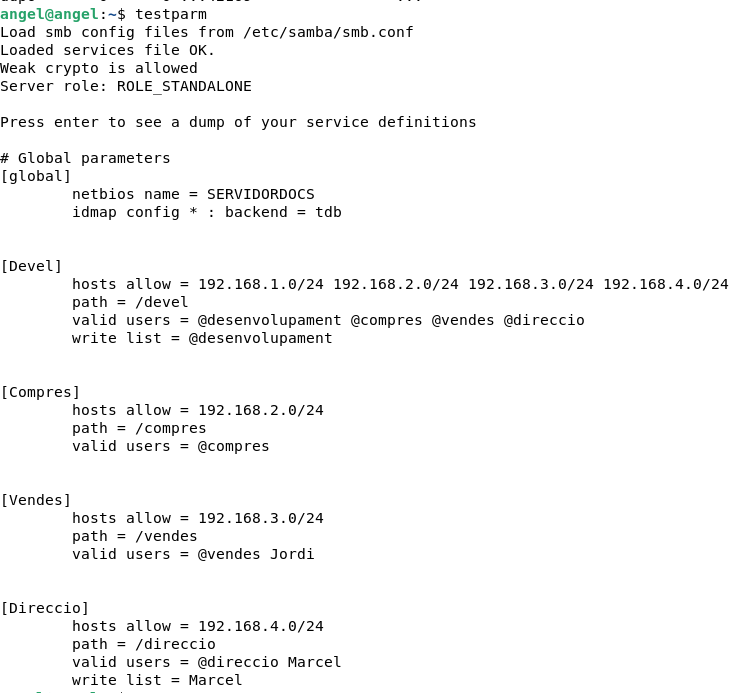 angel@angel:~$ testparm
Load smb config files from /etc/samba/smb.conf
Loaded services file OK.
Weak crypto is allowed
Server role: ROLE_STANDALONE
Press enter to see a dump of your service definitions
# Global parameters
[global]
netbios name = SERVIDORDOCS
idmap config * : backend = tdb
[Devel]
hosts allow = 192.168.1.0/24 192.168.2.0/24 192.168.3.0/24 192.168.4.0/24
path = /devel
valid users = @desenvolupament @compres @vendes @direccio
write list = @desenvolupament
[Compres]
hosts allow = 192.168.2.0/24
path = /compres
valid users = @compres
[Vendes]
hosts allow = 192.168.3.0/24
path = /vendes
valid users = @vendes Jordi
[Direccio]
hosts allow = 192.168.4.0/24
path = /direccio
valid users = @direccio Marcel
write list = Marcel